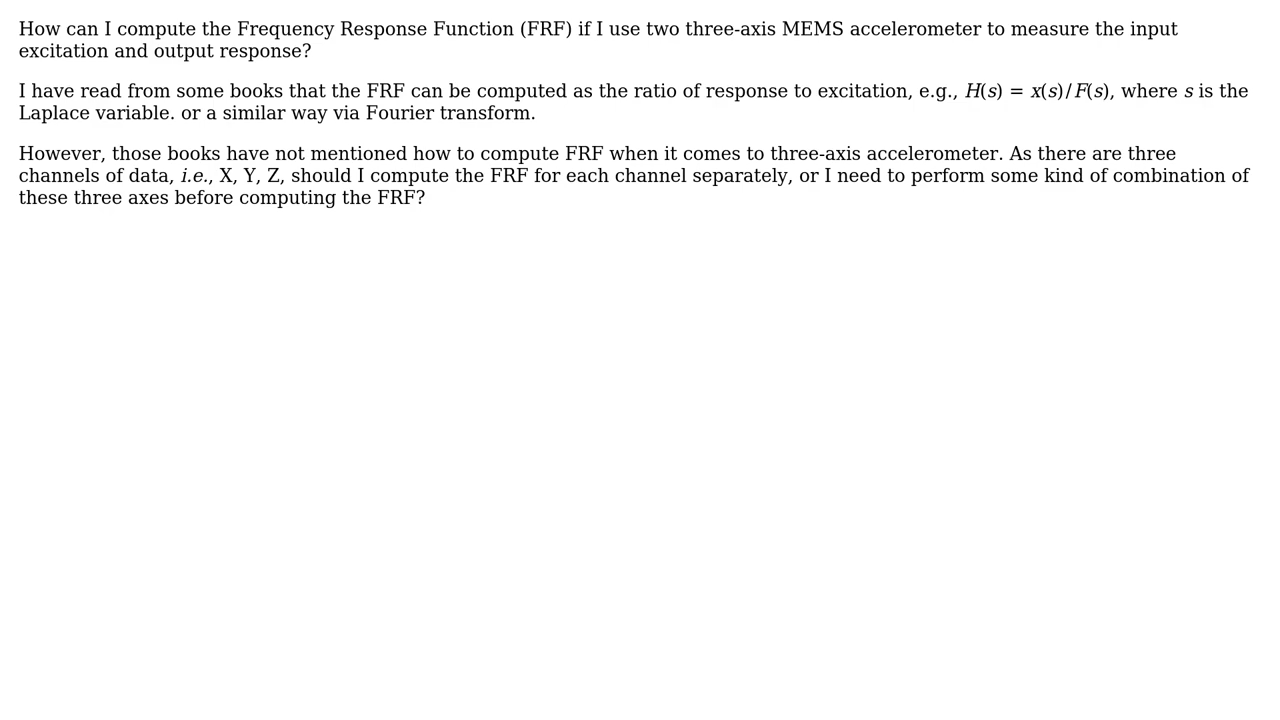 How can I compute the Frequency Response Function (FRF) if I use two three-axis MEMS accelerometer to measure the input
excitation and output response?
I have read from some books that the FRF can be computed as the ratio of response to excitation, e.g., H(s) = x(s)/F(s), where s is the
Laplace variable. or a similar way via Fourier transform.
However, those books have not mentioned how to compute FRF when it comes to three-axis accelerometer. As there are three
channels of data, i.e., X, Y, Z, should I compute the FRF for each channel separately, or I need to perform some kind of combination of
these three axes before computing the FRF?